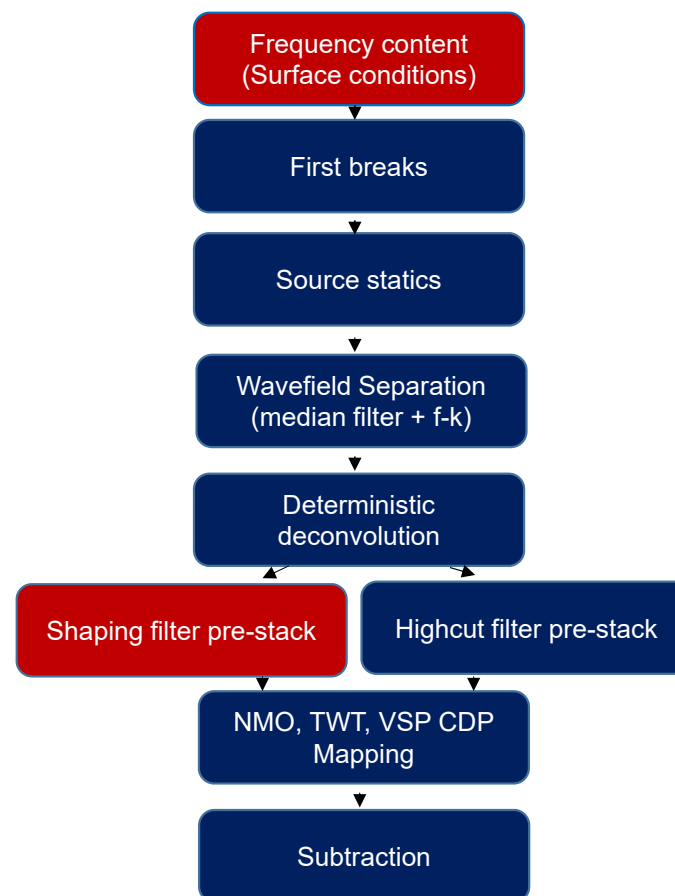 Frequency content
(Surface conditions)
First breaks
Source statics
Wavefield Separation
(median filter + f-k)
Deterministic
deconvolution
Shaping filter pre-stack
Highcut filter pre-stack
NMO, TWT, VSP CDP
Mapping
Subtraction